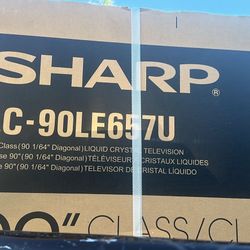 SHARP®
C-90LE657U
Class (90 1/64" Diagonal) LIQUID CRYSTAL TELEVISION
se 90"(90 1/64" Diagonal) TÉLÉVISEUR À CRISTAUX LIQUIDES
e 90"(90 1/64" Diagonal) TELEVISOR DE CRISTAL LÍQUIDO
90" CLASS/CL